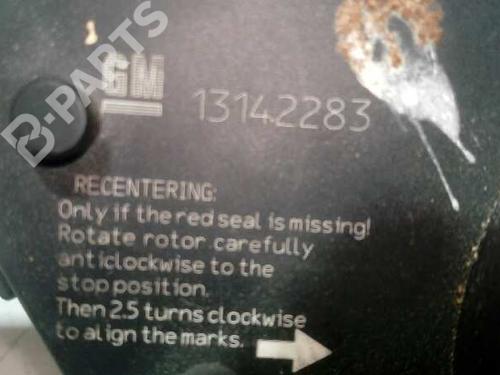 B-PARTS
GM
13142283
RECENTERING:
Only if the red seal is missing!
Rotate rotor carefully
anticlockwise to the
stop position.
Then 2.5 turns clockwise
to align the marks.